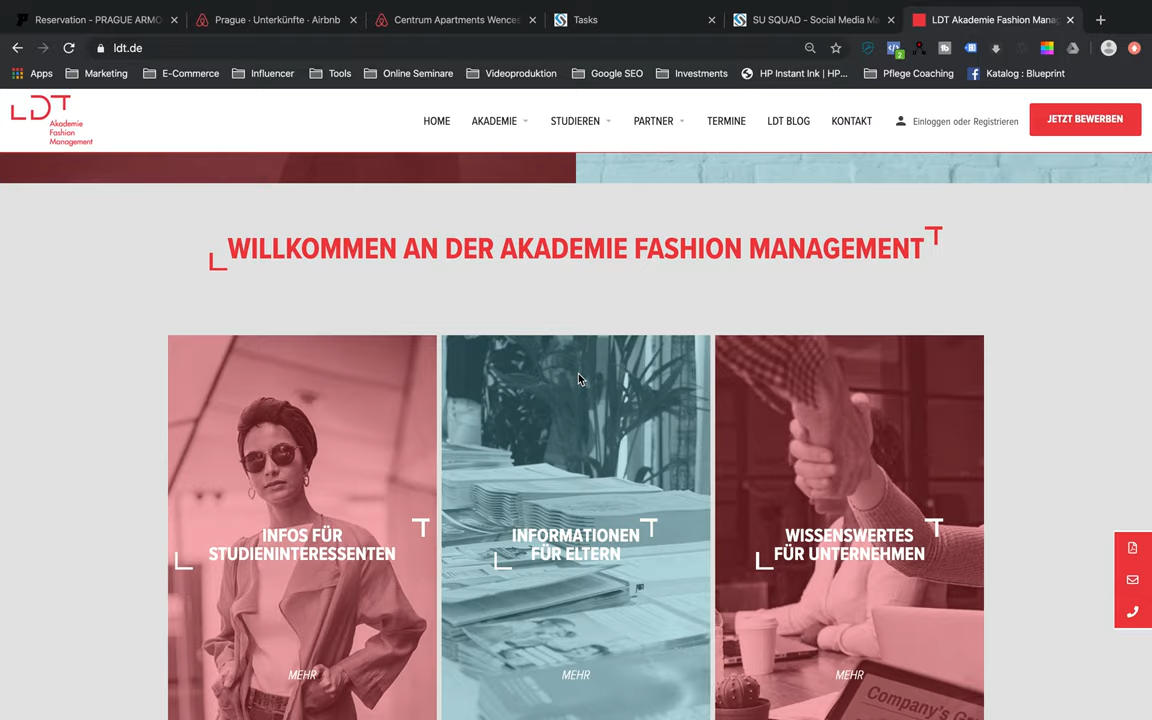 Reservation - PRAGUE ARMO
Prague · Unterkünfte · Airbnb
Centrum Apartments Wences
Tasks
SU SQUAD - Social Media Ma
LDT Akademie Fashion Manag
ldt.de
2
Apps
Marketing
E-Commerce
Influencer
Tools
Online Seminare
Videoproduktion
Google SEO
Investments
HP Instant Ink | HP...
Pflege Coaching
Katalog : Blueprint
LDT
Akademie
Fashion
Management
HOME
AKADEMIE
STUDIEREN
PARTNER
TERMINE
LDT BLOG
KONTAKT
Einloggen oder Registrieren
JETZT BEWERBEN
WILLKOMMEN AN DER AKADEMIE FASHION MANAGEMENT
INFOS FÜR
STUDIENINTERESSENTEN
MEHR
INFORMATIONEN
FÜR ELTERN
MEHR
WISSENSWERTES
FÜR UNTERNEHMEN
MEHR
Company's G